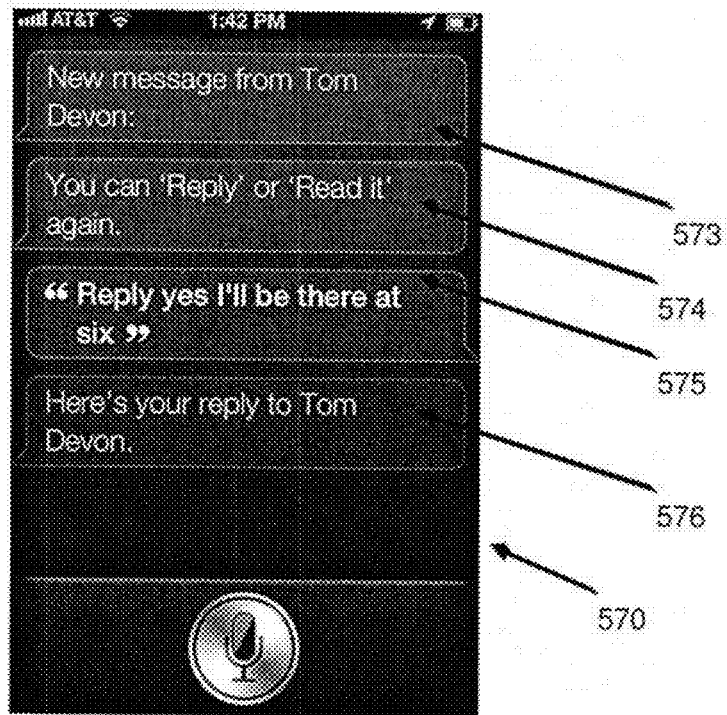 AT&T 1:42 PM
New message from Tom
Devon:
573
You can 'Reply' or 'Read it'
again.
574
“ Reply yes I'll be there at
six ”
575
Here's your reply to Tom
Devon.
576
570